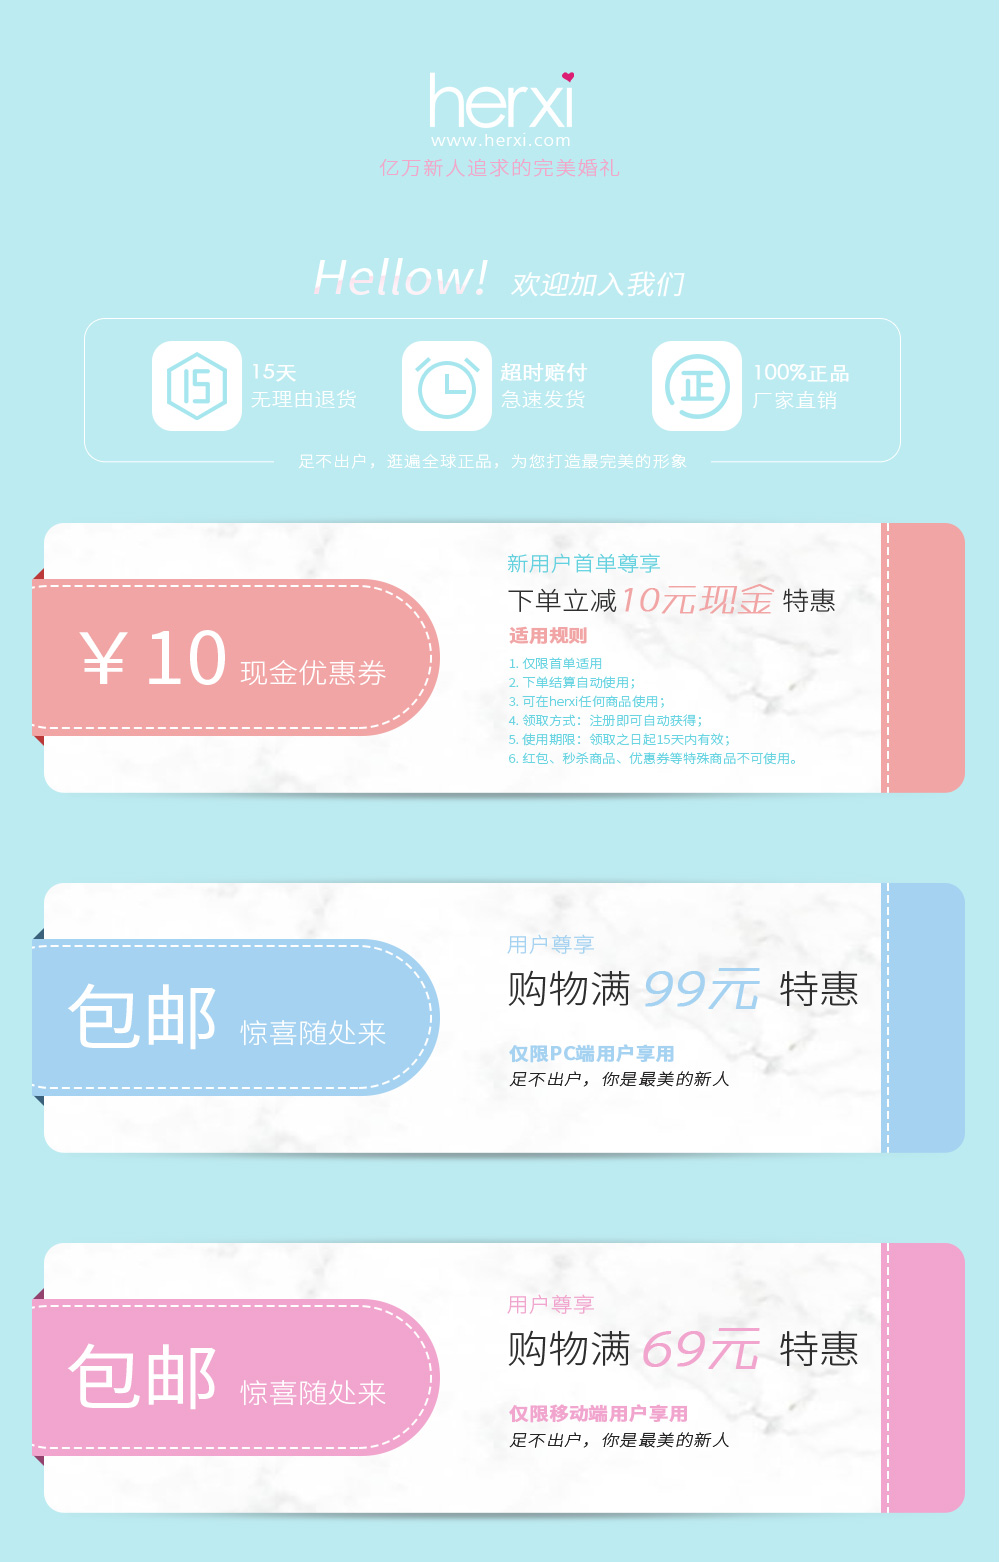 herxi
www.herxi.com
亿万新人追求的完美婚礼
Hellow! 欢迎加入我们
15
15天
无理由退货
超时赔付
急速发货
正
100%正品
厂家直销
足不出户，逛遍全球正品，为您打造最完美的形象
￥10 现金优惠券
新用户首单尊享
下单立减10元现金 特惠
适用规则
1. 仅限首单适用
2. 下单结算自动使用；
3. 可在herxi任何商品使用；
4. 领取方式：注册即可自动获得；
5. 使用期限：领取之日起15天内有效；
6. 红包、秒杀商品、优惠券等特殊商品不可使用。
包邮 惊喜随处来
用户尊享
购物满 99元 特惠
仅限PC端用户享用
足不出户，你是最美的新人
包邮 惊喜随处来
用户尊享
购物满 69元 特惠
仅限移动端用户享用
足不出户，你是最美的新人